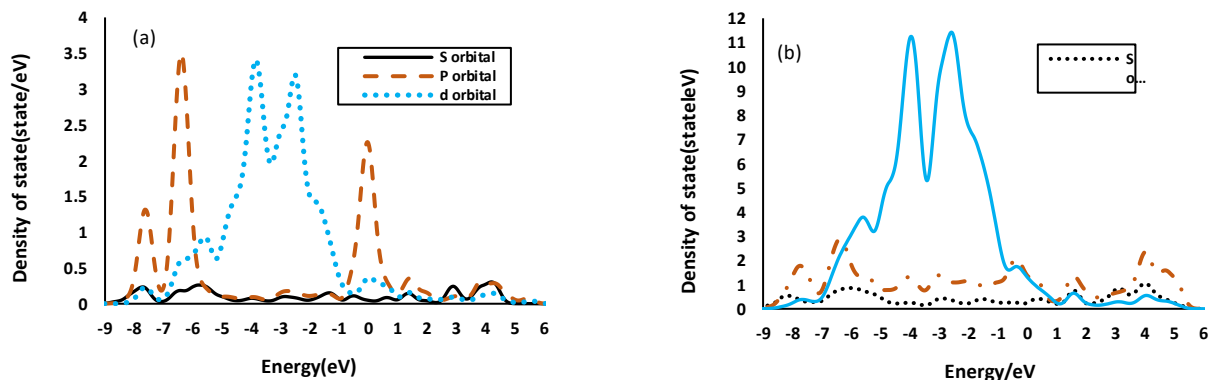 (a)
Density of state(state/eV)
4
3.5
3
2.5
2
1.5
1
0.5
0
S orbital
P orbital
d orbital
-9 -8 -7 -6 -5 -4 -3 -2 -1 0 1 2 3 4 5 6
Energy(eV)
(b)
Density of state(stateleV)
12
11
10
9
8
7
6
5
4
3
2
1
0
S
o...
-9 -8 -7 -6 -5 -4 -3 -2 -1 0 1 2 3 4 5 6
Energy/eV